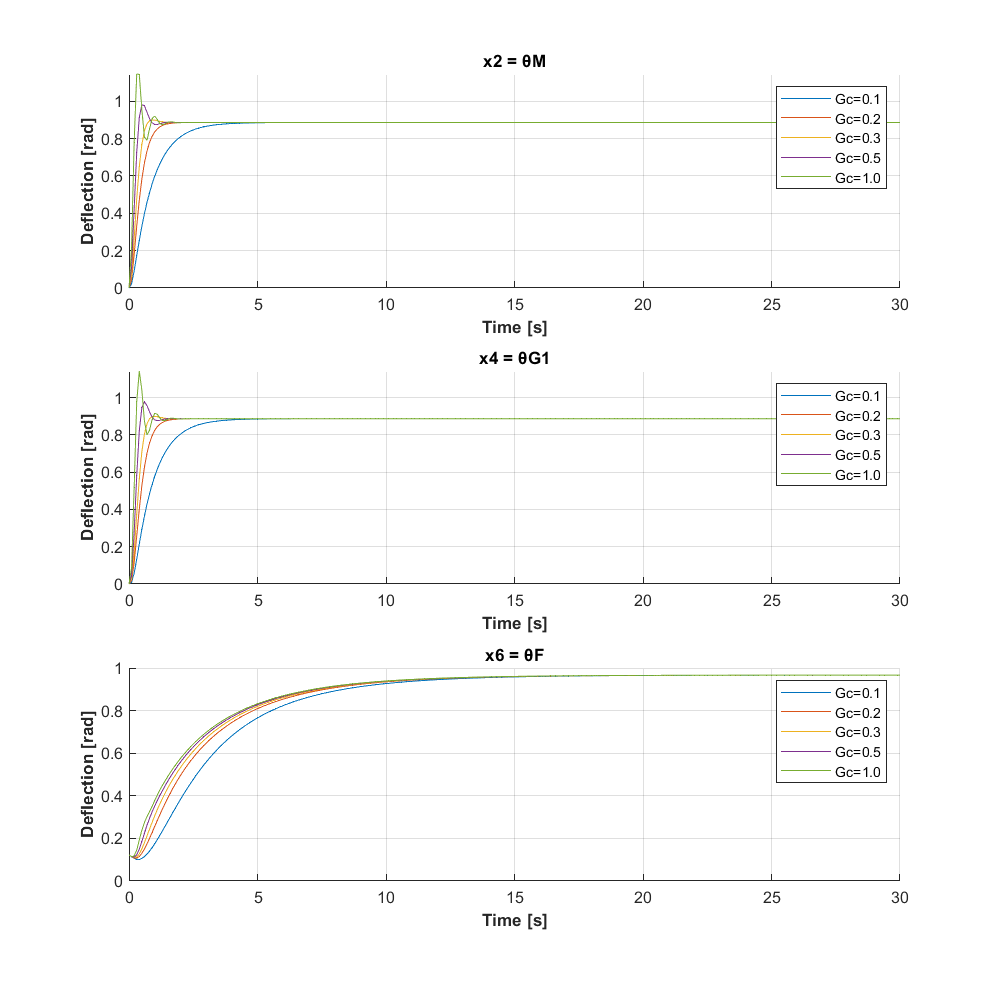 x2 = θM
Deflection [rad]
1
0.8
0.6
0.4
0.2
0
Gc=0.1
Gc=0.2
Gc=0.3
Gc=0.5
Gc=1.0
0 5 10 15 20 25 30
Time [s]
x4 = θG1
Deflection [rad]
1
0.8
0.6
0.4
0.2
0
Gc=0.1
Gc=0.2
Gc=0.3
Gc=0.5
Gc=1.0
0 5 10 15 20 25 30
Time [s]
x6 = θF
Deflection [rad]
1
0.8
0.6
0.4
0.2
0
Gc=0.1
Gc=0.2
Gc=0.3
Gc=0.5
Gc=1.0
0 5 10 15 20 25 30
Time [s]